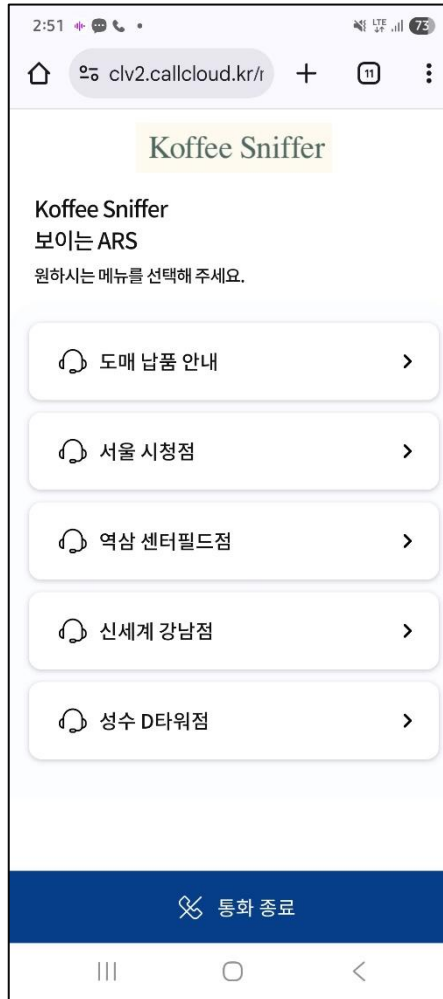 2:51
LTE
73
clv2.callcloud.kr/r
11
Koffee Sniffer
Koffee Sniffer
보이는 ARS
원하시는 메뉴를 선택해 주세요.
도매 납품 안내
서울 시청점
역삼 센터필드점
신세계 강남점
성수 D타워점
통화 종료